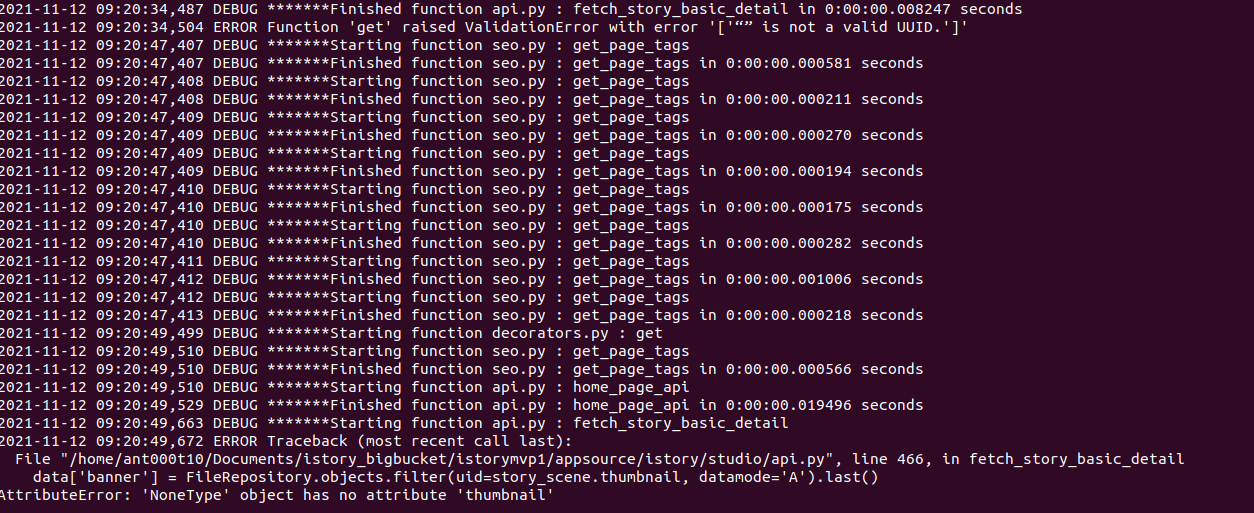 2021-11-12 09:20:34,487 DEBUG *******Finished function api.py : fetch_story_basic_detail in 0:00:00.008247 seconds
2021-11-12 09:20:34,504 ERROR Function 'get' raised ValidationError with error '['“” is not a valid UUID.']'
2021-11-12 09:20:47,407 DEBUG *******Starting function seo.py : get_page_tags
2021-11-12 09:20:47,407 DEBUG *******Finished function seo.py : get_page_tags in 0:00:00.000581 seconds
2021-11-12 09:20:47,408 DEBUG *******Starting function seo.py : get_page_tags
2021-11-12 09:20:47,408 DEBUG *******Finished function seo.py : get_page_tags in 0:00:00.000211 seconds
2021-11-12 09:20:47,409 DEBUG *******Starting function seo.py : get_page_tags
2021-11-12 09:20:47,409 DEBUG *******Finished function seo.py : get_page_tags in 0:00:00.000270 seconds
2021-11-12 09:20:47,409 DEBUG *******Starting function seo.py : get_page_tags
2021-11-12 09:20:47,409 DEBUG *******Finished function seo.py : get_page_tags in 0:00:00.000194 seconds
2021-11-12 09:20:47,410 DEBUG *******Starting function seo.py : get_page_tags
2021-11-12 09:20:47,410 DEBUG *******Finished function seo.py : get_page_tags in 0:00:00.000175 seconds
2021-11-12 09:20:47,410 DEBUG *******Starting function seo.py : get_page_tags
2021-11-12 09:20:47,410 DEBUG *******Finished function seo.py : get_page_tags in 0:00:00.000282 seconds
2021-11-12 09:20:47,411 DEBUG *******Starting function seo.py : get_page_tags
2021-11-12 09:20:47,412 DEBUG *******Finished function seo.py : get_page_tags in 0:00:00.001006 seconds
2021-11-12 09:20:47,412 DEBUG *******Starting function seo.py : get_page_tags
2021-11-12 09:20:47,413 DEBUG *******Finished function seo.py : get_page_tags in 0:00:00.000218 seconds
2021-11-12 09:20:49,499 DEBUG *******Starting function decorators.py : get
2021-11-12 09:20:49,510 DEBUG *******Starting function seo.py : get_page_tags
2021-11-12 09:20:49,510 DEBUG *******Finished function seo.py : get_page_tags in 0:00:00.000566 seconds
2021-11-12 09:20:49,510 DEBUG *******Starting function api.py : home_page_api
2021-11-12 09:20:49,529 DEBUG *******Finished function api.py : home_page_api in 0:00:00.019496 seconds
2021-11-12 09:20:49,663 DEBUG *******Starting function api.py : fetch_story_basic_detail
2021-11-12 09:20:49,672 ERROR Traceback (most recent call last):
File "/home/ant000t10/Documents/istory_bigbucket/istorymvp1/appsource/istory/studio/api.py", line 466, in fetch_story_basic_detail
data['banner'] = FileRepository.objects.filter(uid=story_scene.thumbnail, datamode='A').last()
AttributeError: 'NoneType' object has no attribute 'thumbnail'